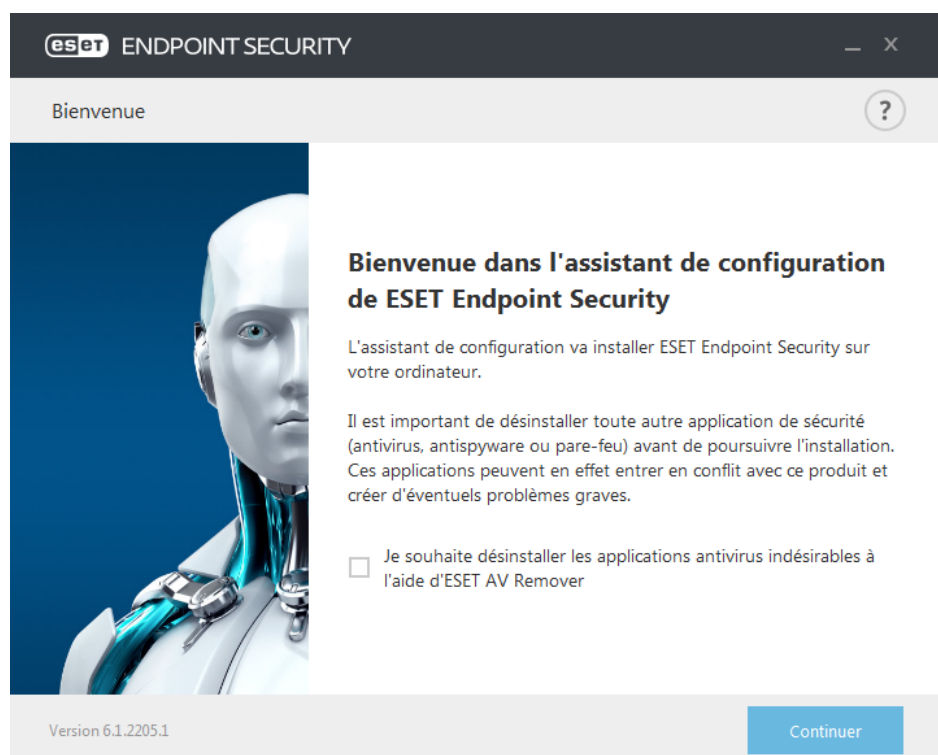 eset ENDPOINT SECURITY
Bienvenue
?
Bienvenue dans l'assistant de configuration
de ESET Endpoint Security
L'assistant de configuration va installer ESET Endpoint Security sur
votre ordinateur.
Il est important de désinstaller toute autre application de sécurité
(antivirus, antispyware ou pare-feu) avant de poursuivre l'installation.
Ces applications peuvent en effet entrer en conflit avec ce produit et
créer d'éventuels problèmes graves.
Je souhaite désinstaller les applications antivirus indésirables à
l'aide d'ESET AV Remover
Version 6.1.2205.1
Continuer